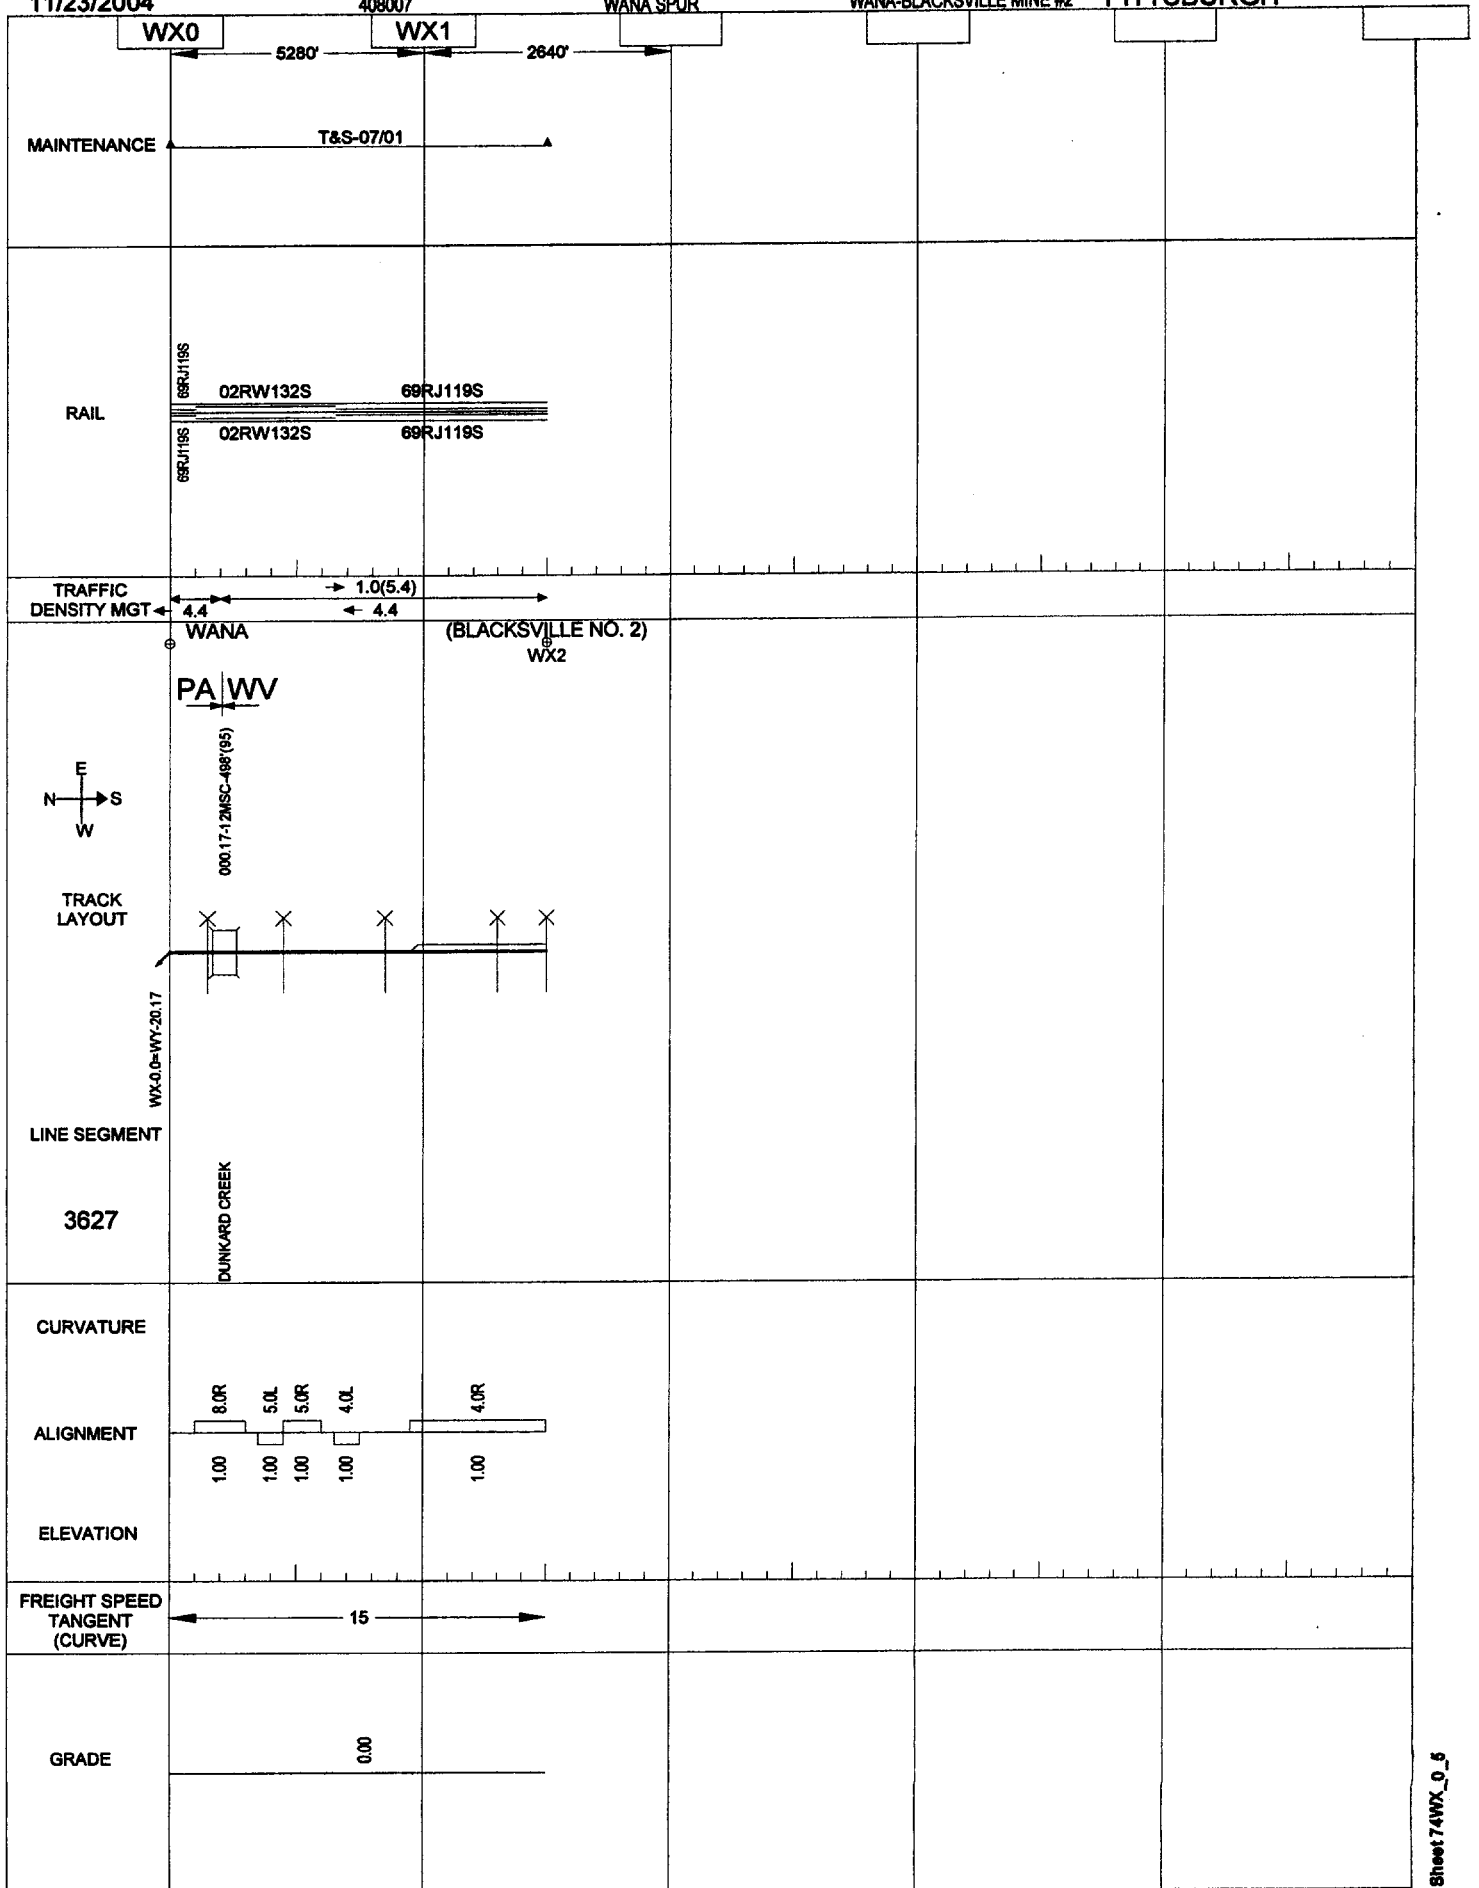 11/23/2004 408007 WANA SPUR WANA-BLACKSVILLE MINE #2 PITTSBURGH
WX0 WX1
5280' 2640'
MAINTENANCE T&S-07/01
69RJ119S
02RW132S 69RJ119S
RAIL
02RW132S 69RJ119S
69RJ119S
TRAFFIC
DENSITY MGT
1.0(5.4)
4.4 4.4
WANA (BLACKSVILLE NO. 2)
WX2
PA WV
000.17-12MSC-498'(95)
E
N S
W
TRACK
LAYOUT
WX-0.0=WY-20.17
LINE SEGMENT
3627
DUNKARD CREEK
CURVATURE
8.0R 5.0L 5.0R 4.0L 4.0R
ALIGNMENT
1.00 1.00 1.00 1.00 1.00
ELEVATION
FREIGHT SPEED
TANGENT
(CURVE)
15
GRADE 0.00
Sheet 74WX_0_5